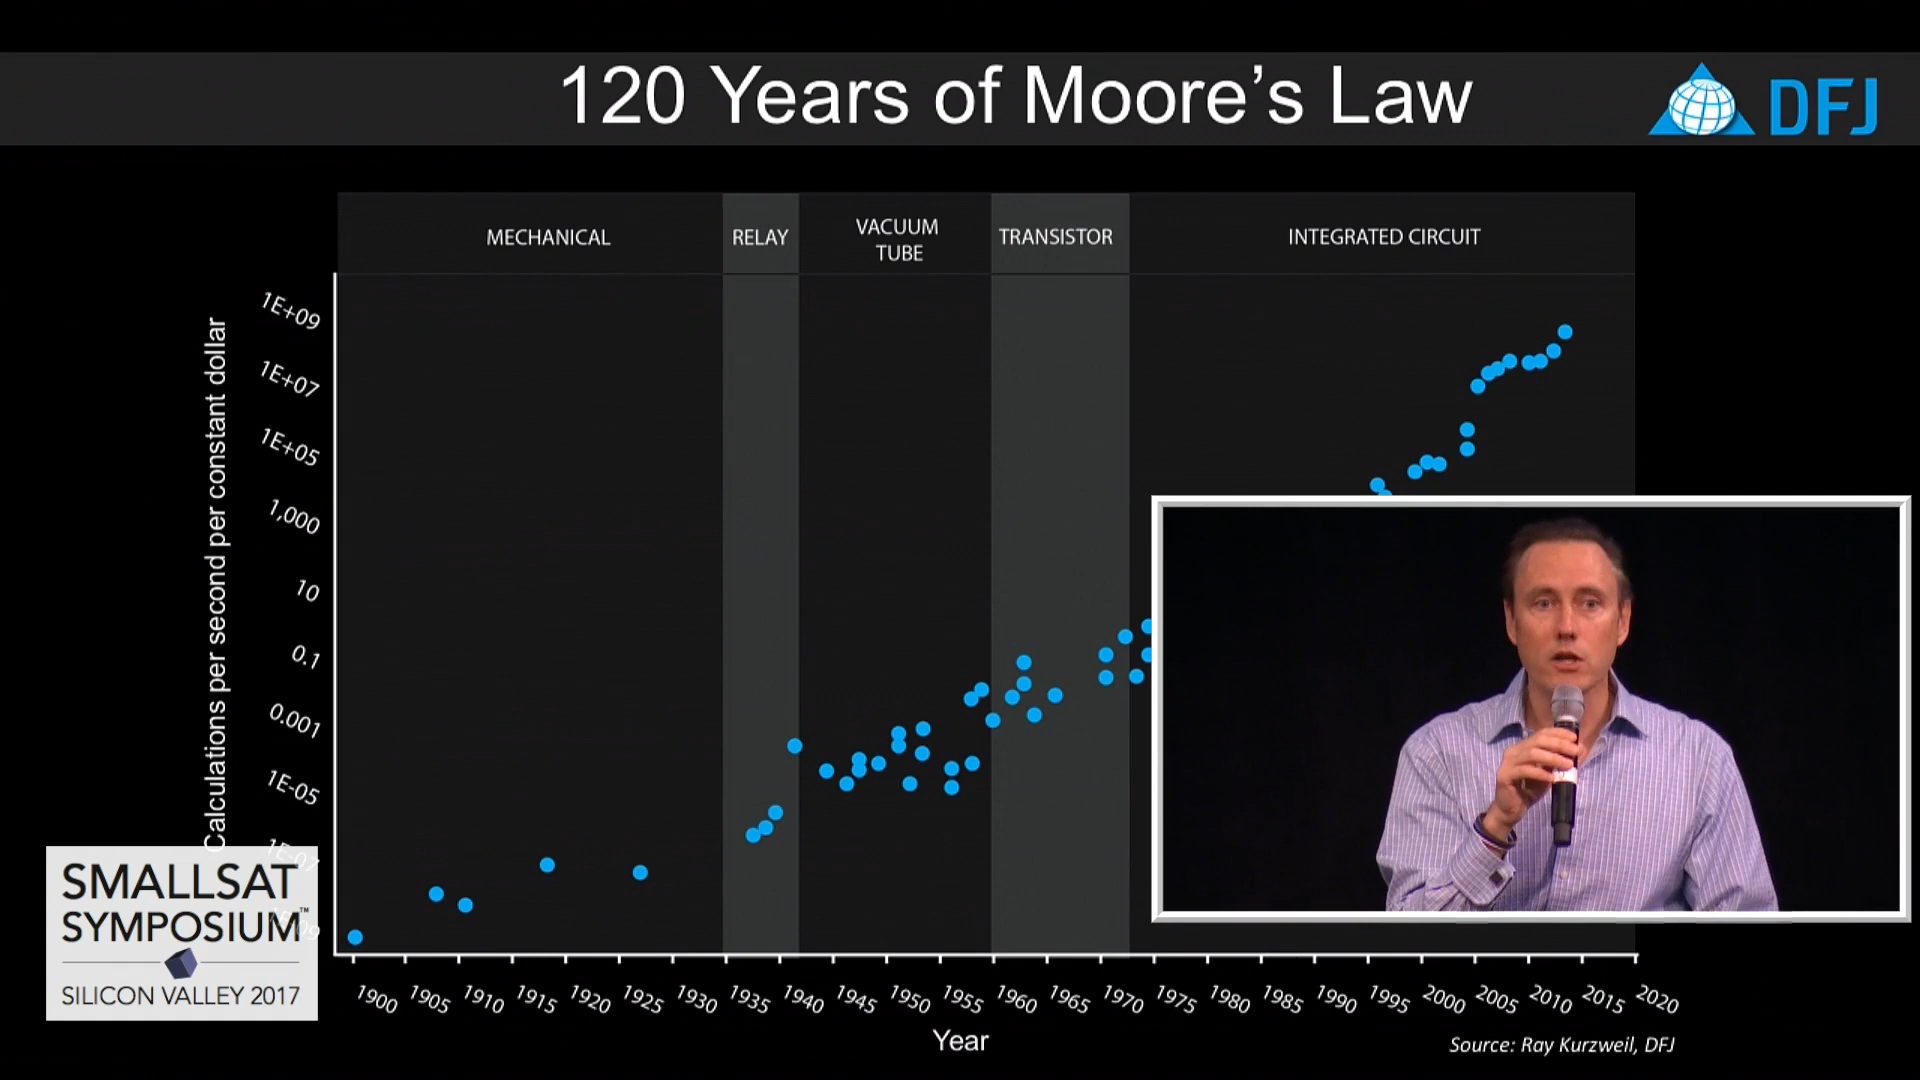 120 Years of Moore's Law
DFJ
MECHANICAL
RELAY
VACUUM
TUBE
TRANSISTOR
INTEGRATED CIRCUIT
Calculations per second per constant dollar
1E+09
1E+07
1E+05
1,000
10
0.1
0.001
1E-05
1E-07
SMALLSAT
SYMPOSIUM™
SILICON VALLEY 2017
1900 1905 1910 1915 1920 1925 1930 1935 1940 1945 1950 1955 1960 1965 1970 1975 1980 1985 1990 1995 2000 2005 2010 2015 2020
Year
Source: Ray Kurzweil, DFJ